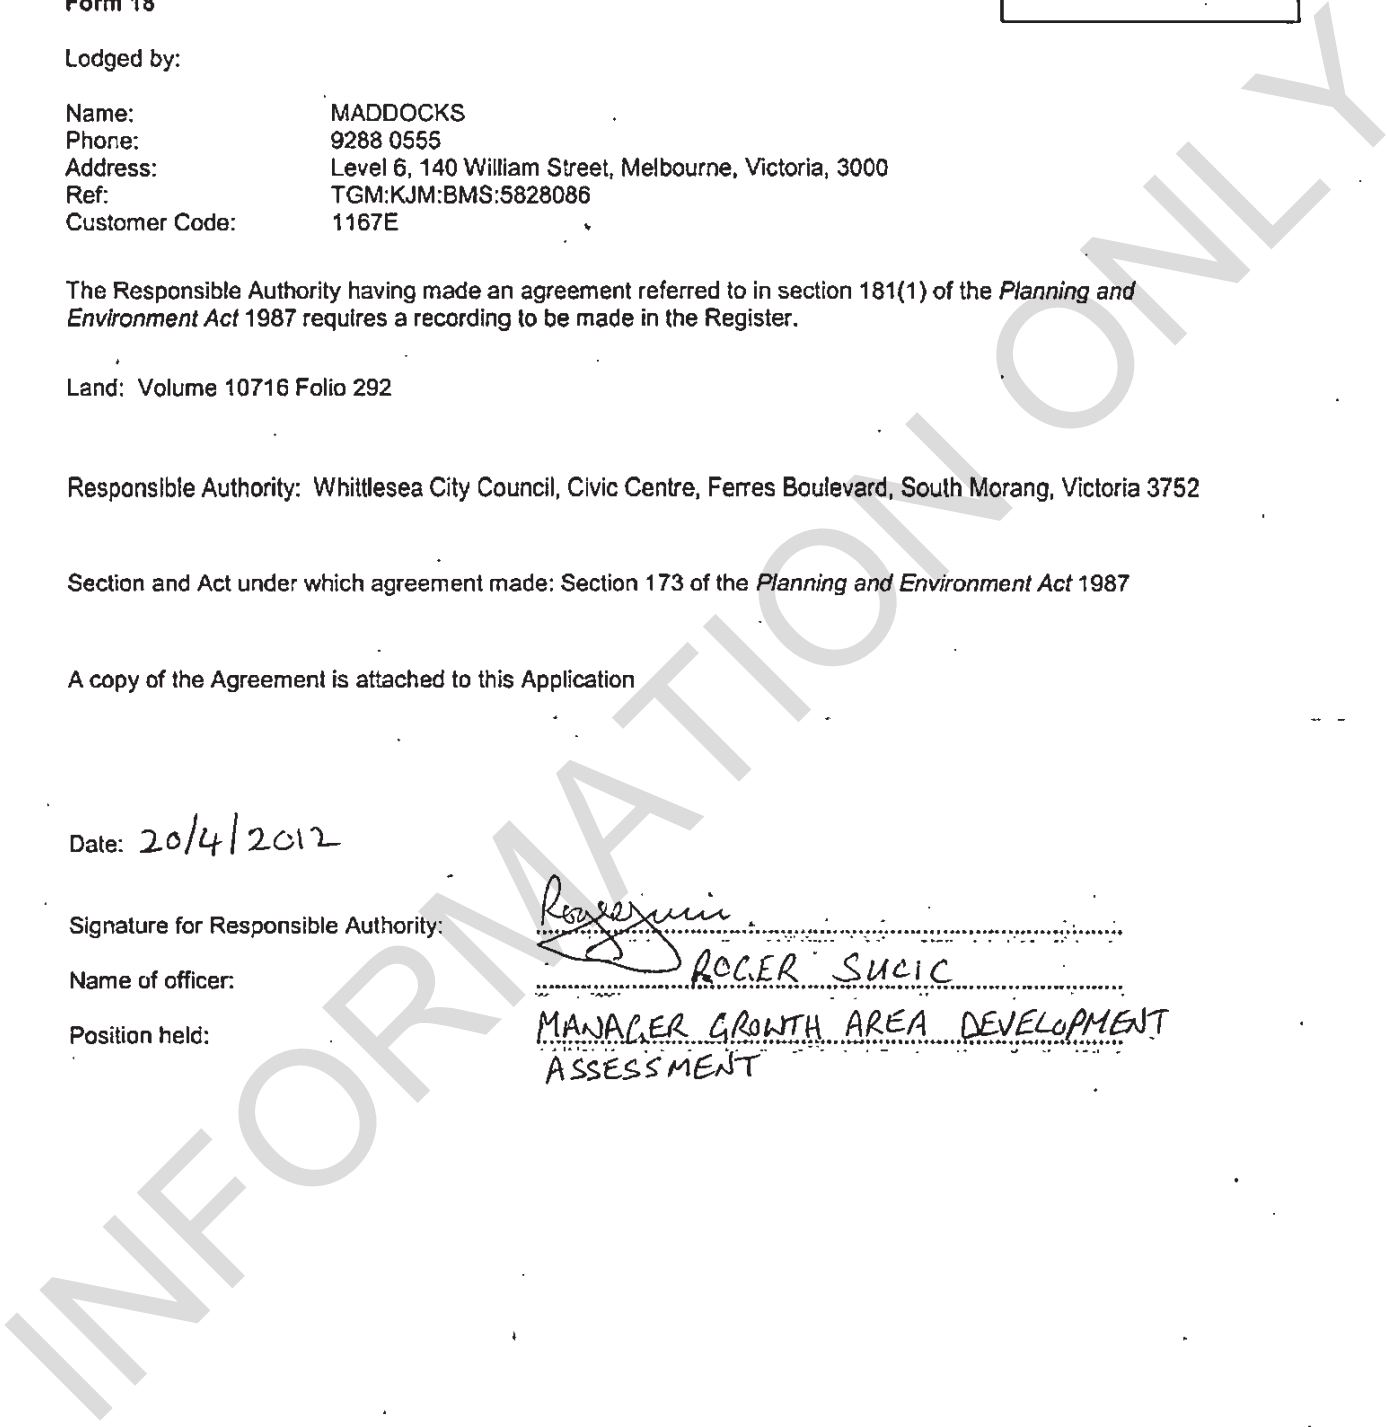 Form 18
Lodged by:
Name: MADDOCKS
Phone: 9288 0555
Address: Level 6, 140 William Street, Melbourne, Victoria, 3000
Ref: TGM:KJM:BMS:5828086
Customer Code: 1167E
The Responsible Authority having made an agreement referred to in section 181(1) of the Planning and
Environment Act 1987 requires a recording to be made in the Register.
Land: Volume 10716 Folio 292
Responsible Authority: Whittlesea City Council, Civic Centre, Ferres Boulevard, South Morang, Victoria 3752
Section and Act under which agreement made: Section 173 of the Planning and Environment Act 1987
A copy of the Agreement is attached to this Application
Date: 20/4/2012
Signature for Responsible Authority:
Name of officer: ROGER SUCIC
Position held: MANAGER GROWTH AREA DEVELOPMENT
ASSESSMENT
INFORMATION ONLY